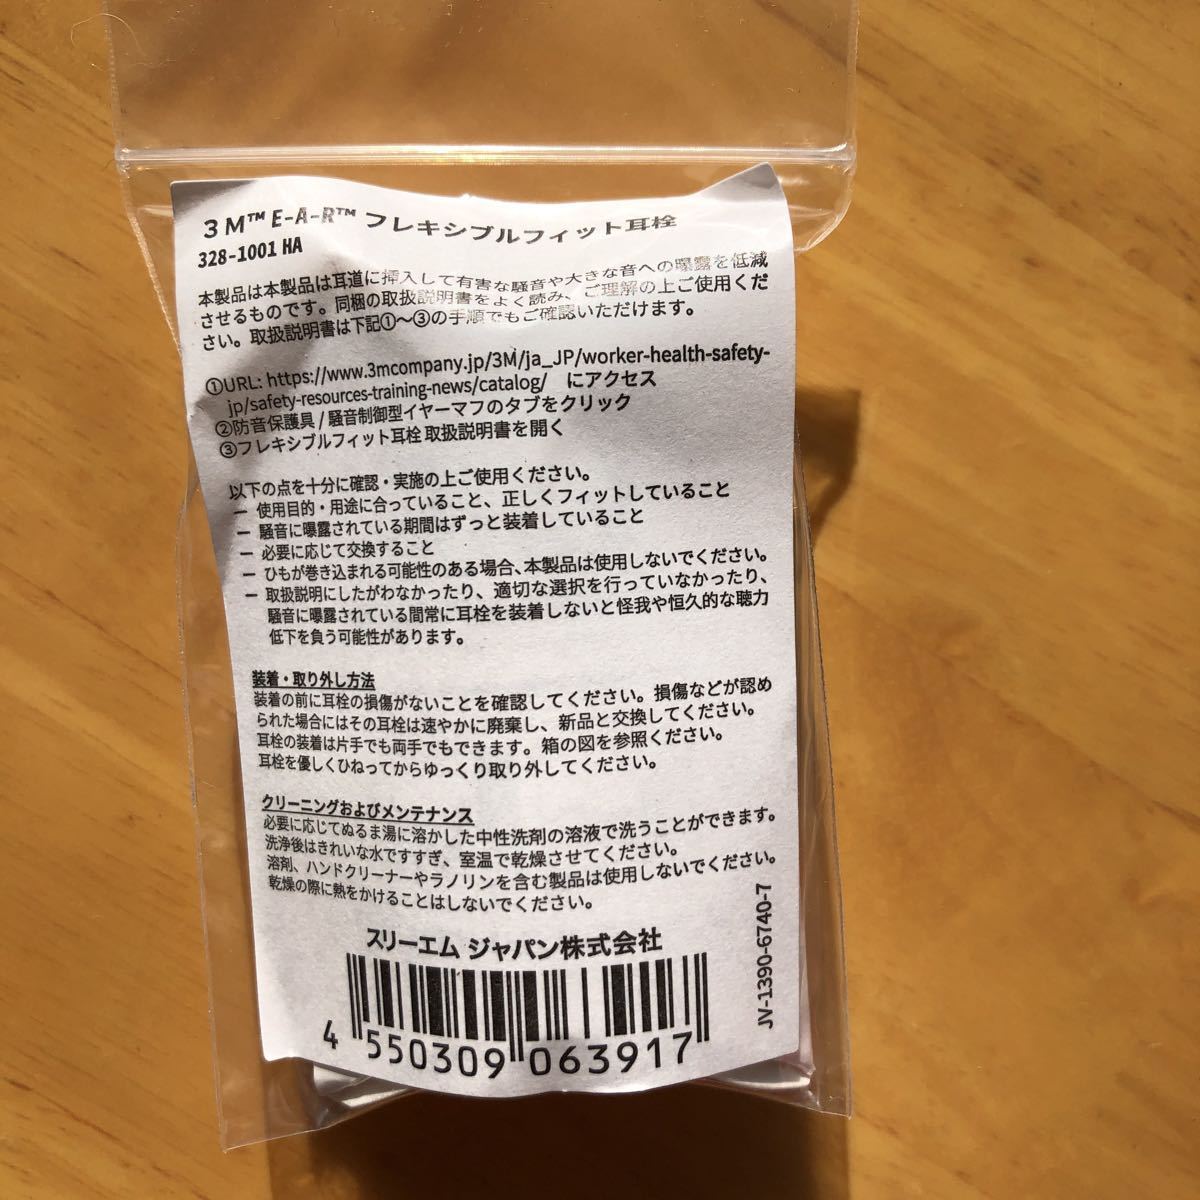 3M™ E-A-R™ フレキシブルフィット耳栓
328-1001 HA
本製品は本製品は耳道に挿入して有害な騒音や大きな音への曝露を低減
させるものです。同梱の取扱説明書をよく読み、ご理解の上ご使用くだ
さい。取扱説明書は下記①〜③の手順でもご確認いただけます。
①URL: https://www.3mcompany.jp/3M/ja_JP/worker-health-safety-
jp/safety-resources-training-news/catalog/ にアクセス
②防音保護具 / 騒音制御型イヤーマフのタブをクリック
③フレキシブルフィット耳栓 取扱説明書を開く
以下の点を十分に確認・実施の上ご使用ください。
― 使用目的・用途に合っていること、正しくフィットしていること
― 騒音に曝露されている期間はずっと装着していること
― 必要に応じて交換すること
― ひもが巻き込まれる可能性のある場合、本製品は使用しないでください。
― 取扱説明にしたがわなかったり、適切な選択を行っていなかったり、
騒音に曝露されている間常に耳栓を装着しないと怪我や恒久的な聴力
低下を負う可能性があります。
装着・取り外し方法
装着の前に耳栓の損傷がないことを確認してください。損傷などが認め
られた場合にはその耳栓は速やかに廃棄し、新品と交換してください。
耳栓の装着は片手でも両手でもできます。箱の図を参照ください。
耳栓を優しくひねってからゆっくり取り外してください。
クリーニングおよびメンテナンス
必要に応じてぬるま湯に溶かした中性洗剤の溶液で洗うことができます。
洗浄後はきれいな水ですすぎ、室温で乾燥させてください。
溶剤、ハンドクリーナーやラノリンを含む製品は使用しないでください。
乾燥の際に熱をかけることはしないでください。
スリーエム ジャパン株式会社
4 550309 063917
JV-1390-6740-7